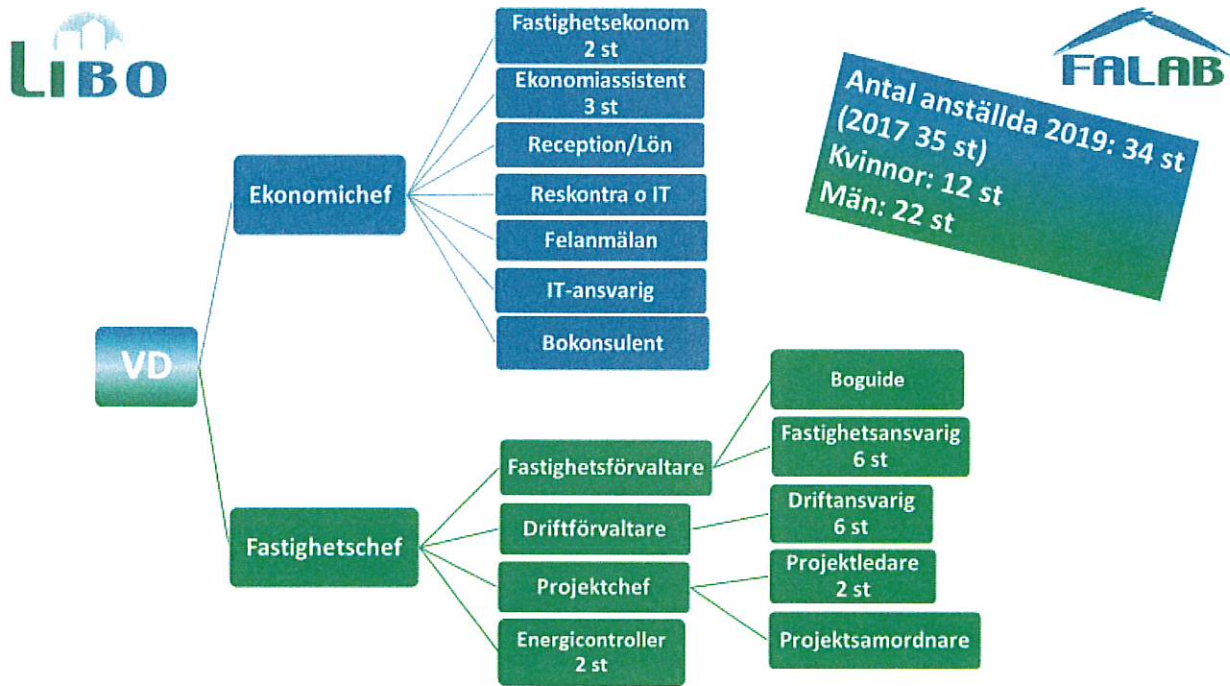 LIBO
FALAB
Antal anställda 2019: 34 st
(2017 35 st)
Kvinnor: 12 st
Män: 22 st
VD
Ekonomichef
Fastighetsekonom
2 st
Ekonomiassistent
3 st
Reception/Lön
Reskontra o IT
Felanmälan
IT-ansvarig
Bokonsulent
Fastighetschef
Fastighetsförvaltare
Boguide
Fastighetsansvarig
6 st
Driftförvaltare
Driftansvarig
6 st
Projektchef
Projektledare
2 st
Projektsamordnare
Energicontroller
2 st